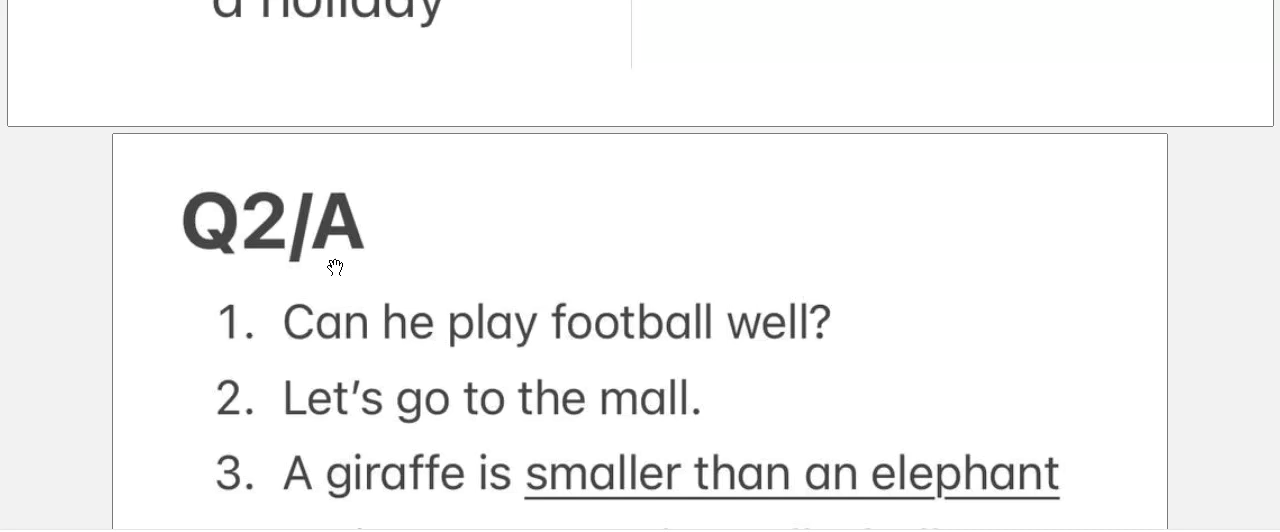 a holiday
Q2/A
1. Can he play football well?
2. Let's go to the mall.
3. A giraffe is smaller than an elephant